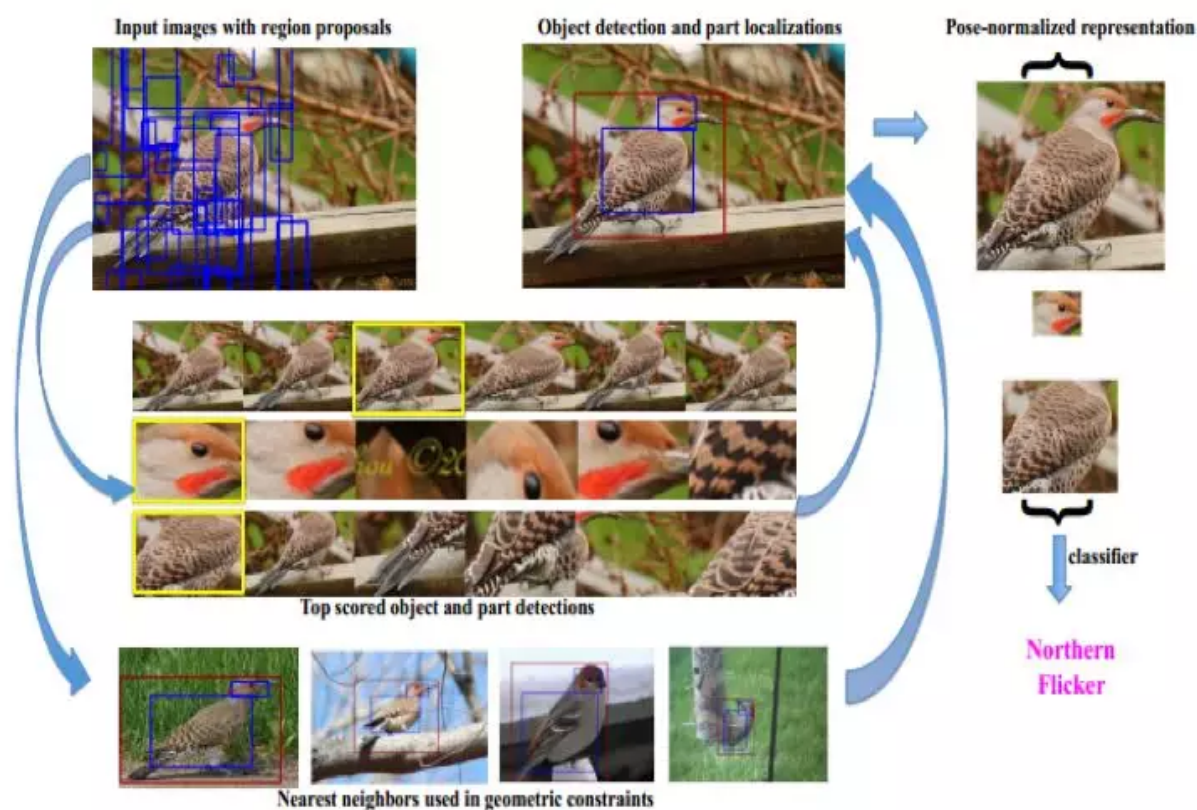 Input images with region proposals
Object detection and part localizations
Pose-normalized representation
©20
Top scored object and part detections
classifier
Northern
Flicker
Nearest neighbors used in geometric constraints